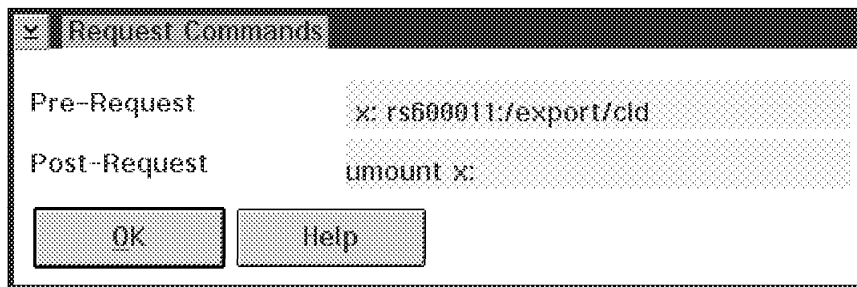 Request Commands
Pre-Request
x: rs600011:/export/cld
Post-Request
umount x:
OK
Help